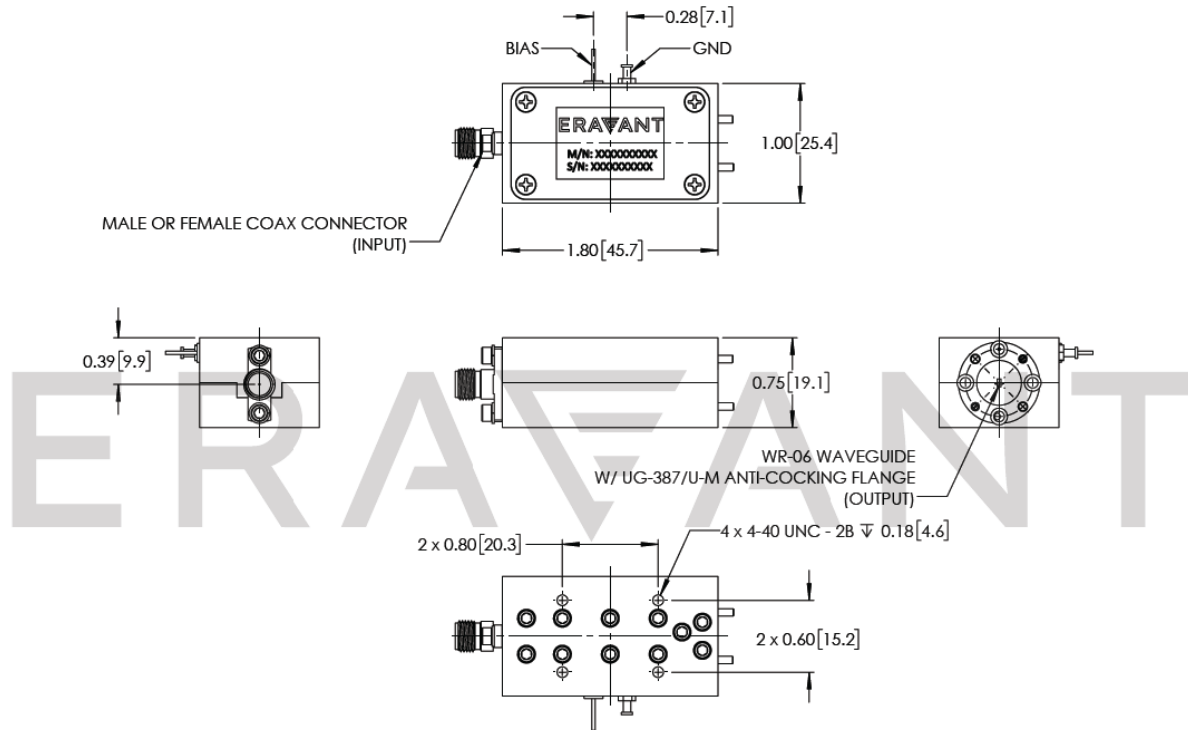 0.28[7.1]
BIAS
GND
ERAVANT
M/N: XXXXXXXXXX
S/N: XXXXXXXXXX
1.00[25.4]
MALE OR FEMALE COAX CONNECTOR
(INPUT)
1.80[45.7]
0.39[9.9]
0.75[19.1]
ERAVANT
WR-06 WAVEGUIDE
W/ UG-387/U-M ANTI-COCKING FLANGE
(OUTPUT)
2 x 0.80[20.3]
4 x 4-40 UNC - 2B ↧ 0.18[4.6]
2 x 0.60[15.2]